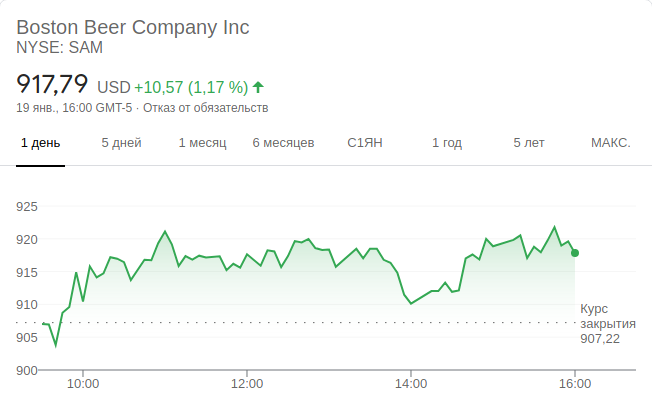 Boston Beer Company Inc
NYSE: SAM
917,79 USD +10,57 (1,17 %)
19 янв., 16:00 GMT-5 · Отказ от обязательств
1 день 5 дней 1 месяц 6 месяцев С1ЯН 1 год 5 лет МАКС.
925
920
915
910
905
900
Курс
закрытия
907,22
10:00 12:00 14:00 16:00